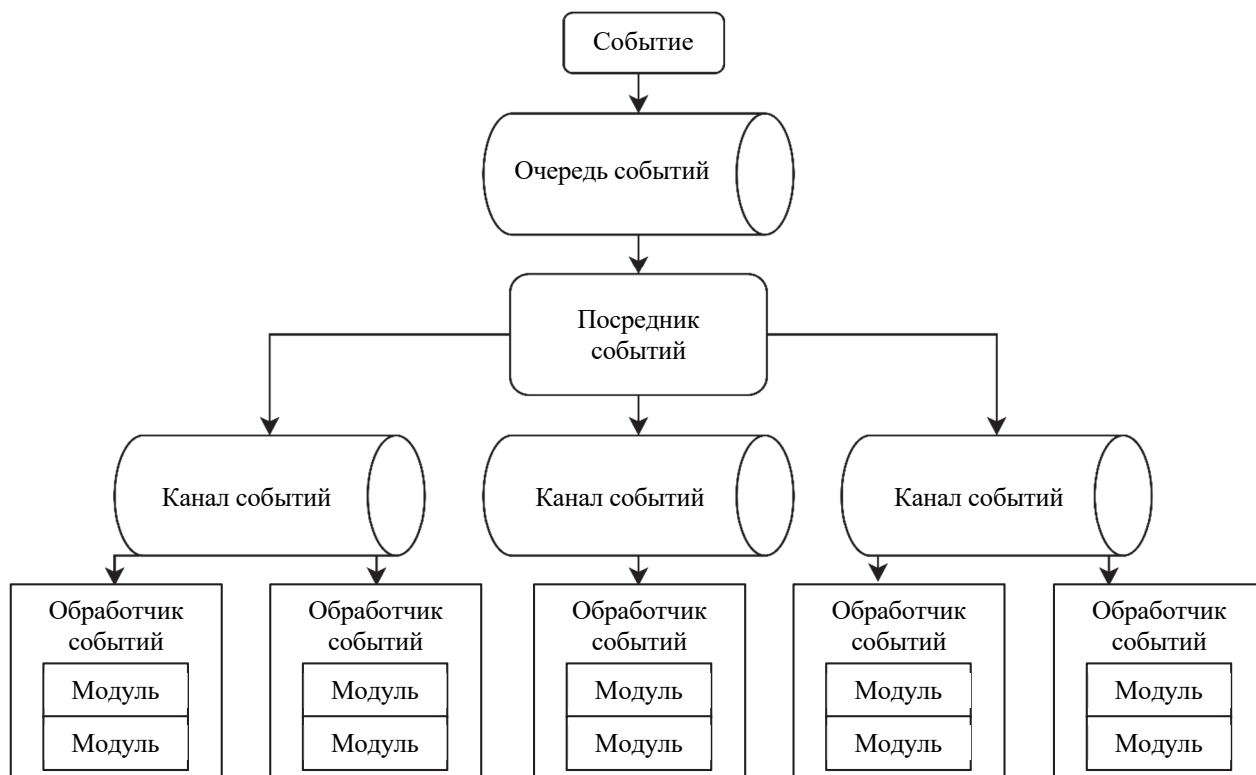 Событие
Очередь событий
Посредник
событий
Канал событий
Канал событий
Канал событий
Обработчик
событий
Модуль
Модуль
Обработчик
событий
Модуль
Модуль
Обработчик
событий
Модуль
Модуль
Обработчик
событий
Модуль
Модуль
Обработчик
событий
Модуль
Модуль